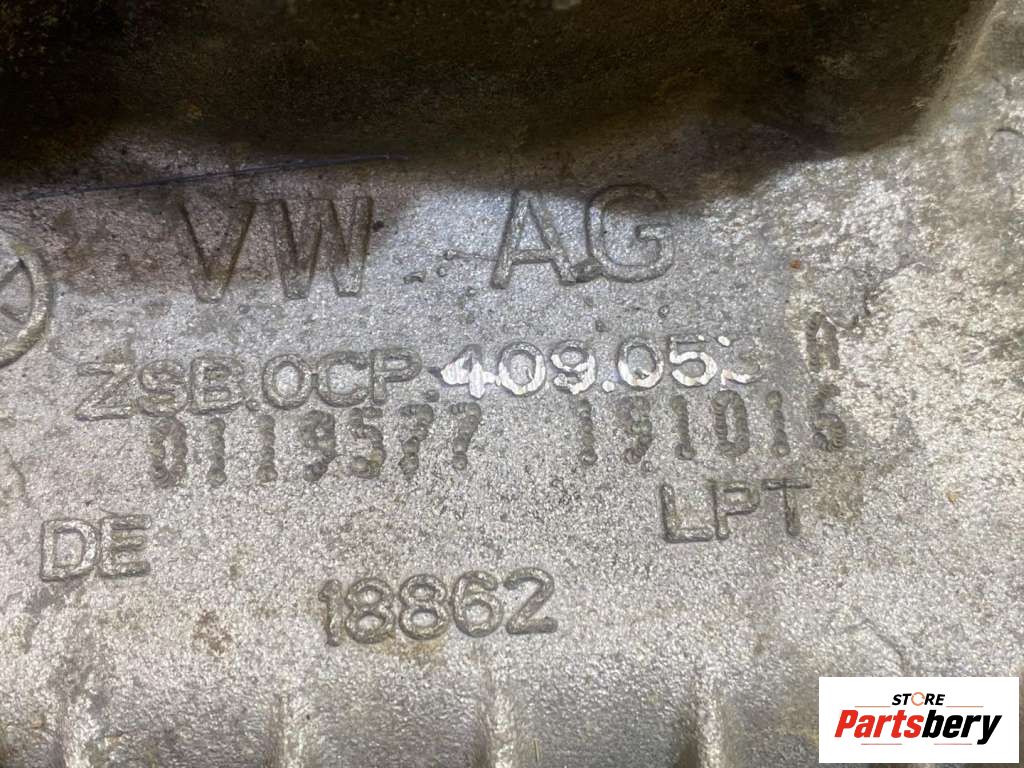 VW AG
ZSB.0CP.409.053 A
0119577 191016
DE LPT
18862
STORE
Partsbery